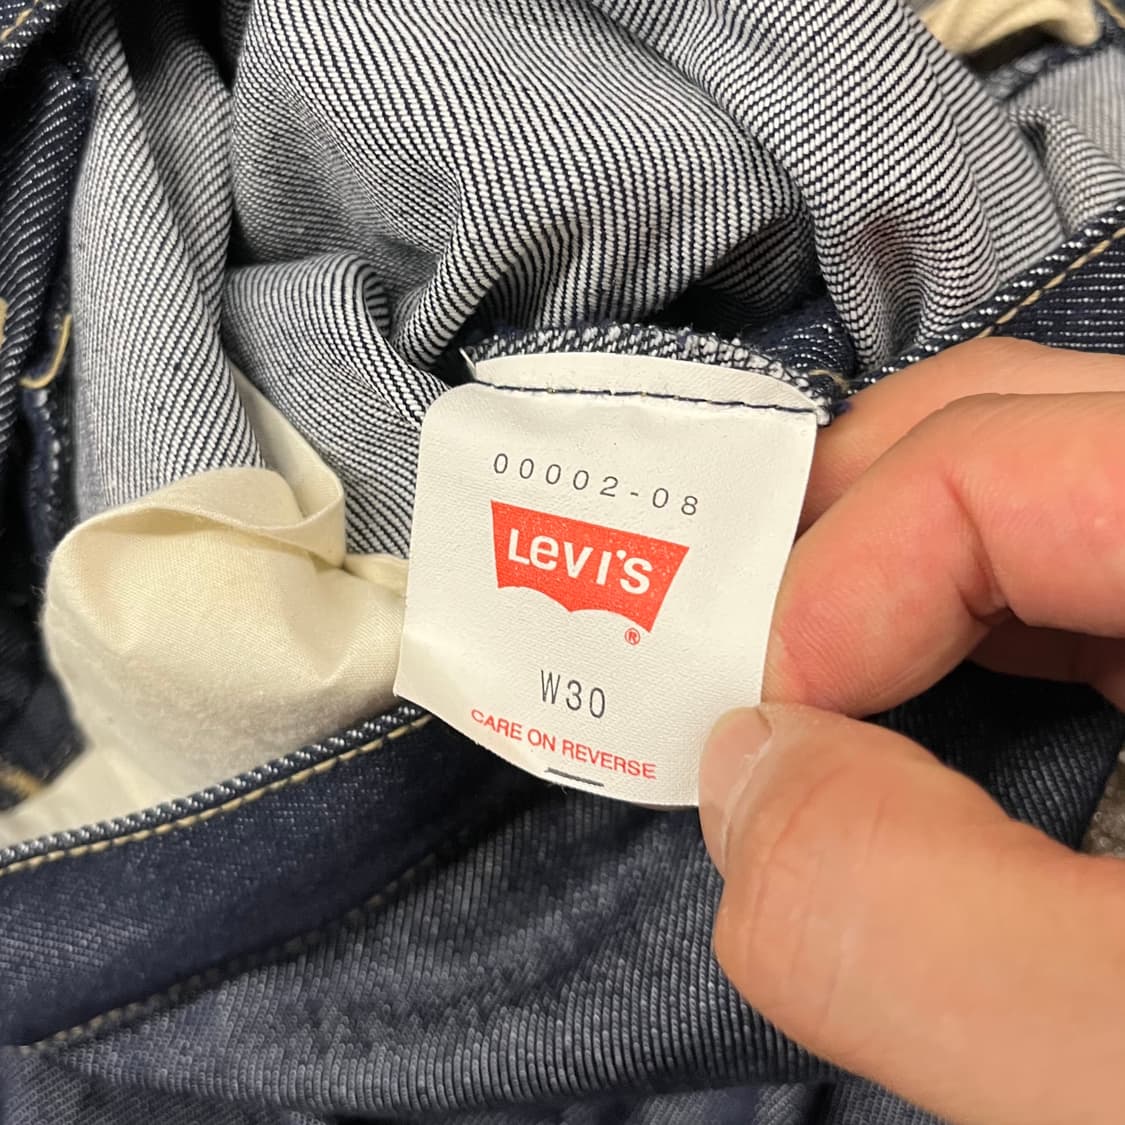 00002-08
LEVI'S
®
W30
CARE ON REVERSE